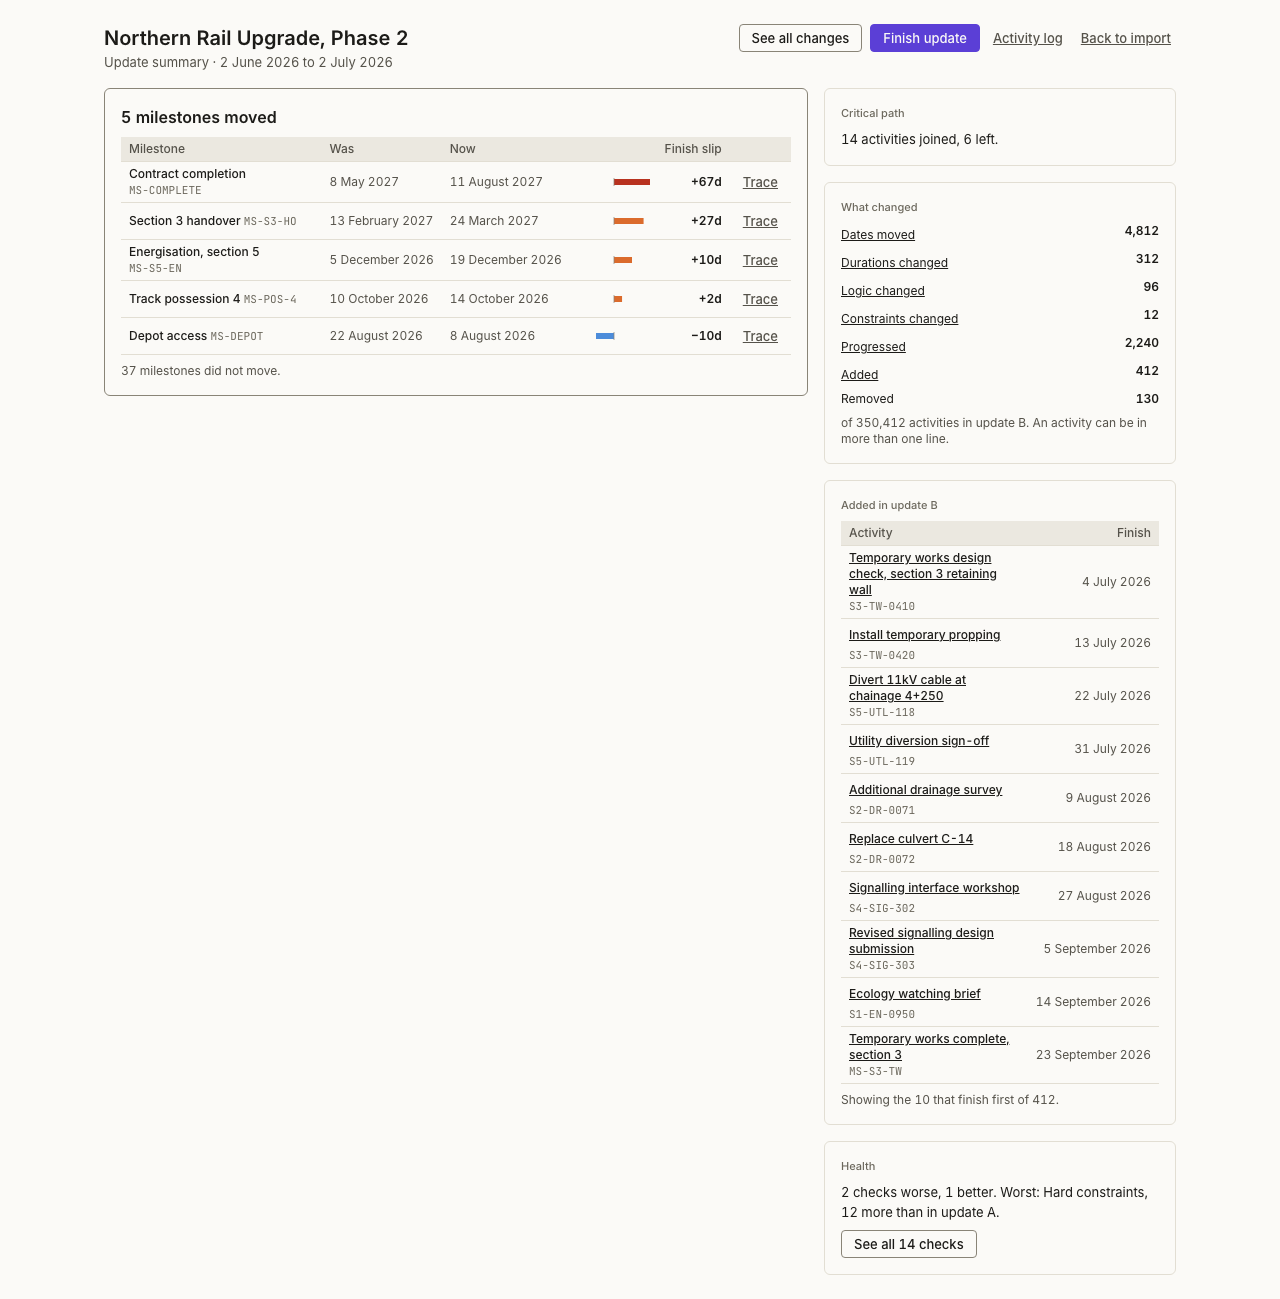 Northern Rail Upgrade, Phase 2
Update summary · 2 June 2026 to 2 July 2026
See all changes
Finish update
Activity log
Back to import
5 milestones moved
Milestone Was Now Finish slip
Contract completion
MS-COMPLETE
8 May 2027 11 August 2027 +67d Trace
Section 3 handover MS-S3-HO 13 February 2027 24 March 2027 +27d Trace
Energisation, section 5
MS-S5-EN
5 December 2026 19 December 2026 +10d Trace
Track possession 4 MS-POS-4 10 October 2026 14 October 2026 +2d Trace
Depot access MS-DEPOT 22 August 2026 8 August 2026 −10d Trace
37 milestones did not move.
Critical path
14 activities joined, 6 left.
What changed
Dates moved 4,812
Durations changed 312
Logic changed 96
Constraints changed 12
Progressed 2,240
Added 412
Removed 130
of 350,412 activities in update B. An activity can be in
more than one line.
Added in update B
Activity Finish
Temporary works design
check, section 3 retaining
wall
S3-TW-0410
4 July 2026
Install temporary propping
S3-TW-0420
13 July 2026
Divert 11kV cable at
chainage 4+250
S5-UTL-118
22 July 2026
Utility diversion sign-off
S5-UTL-119
31 July 2026
Additional drainage survey
S2-DR-0071
9 August 2026
Replace culvert C-14
S2-DR-0072
18 August 2026
Signalling interface workshop
S4-SIG-302
27 August 2026
Revised signalling design
submission
S4-SIG-303
5 September 2026
Ecology watching brief
S1-EN-0950
14 September 2026
Temporary works complete,
section 3
MS-S3-TW
23 September 2026
Showing the 10 that finish first of 412.
Health
2 checks worse, 1 better. Worst: Hard constraints,
12 more than in update A.
See all 14 checks